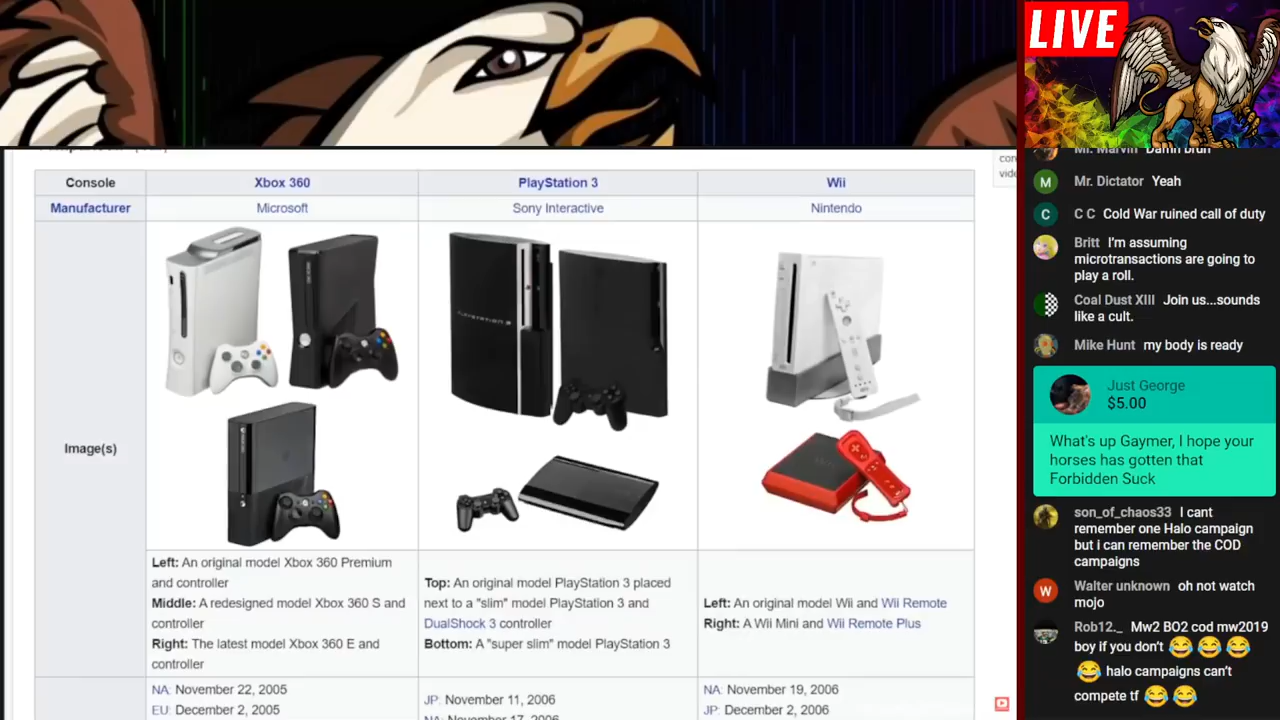 LIVE
Console
Xbox 360
PlayStation 3
Wii
Manufacturer
Microsoft
Sony Interactive
Nintendo
Image(s)
Left: An original model Xbox 360 Premium
and controller
Middle: A redesigned model Xbox 360 S and
controller
Right: The latest model Xbox 360 E and
controller
Top: An original model PlayStation 3 placed
next to a "slim" model PlayStation 3 and
DualShock 3 controller
Bottom: A "super slim" model PlayStation 3
Left: An original model Wii and Wii Remote
Right: A Wii Mini and Wii Remote Plus
NA: November 22, 2005
EU: December 2, 2005
JP: November 11, 2006
NA: November 17, 2006
NA: November 19, 2006
JP: December 2, 2006
Mr. Marvin Damn bruh
M Mr. Dictator Yeah
C C C Cold War ruined call of duty
Britt I'm assuming
microtransactions are going to
play a roll.
Coal Dust XIII Join us...sounds
like a cult.
Mike Hunt my body is ready
Just George
$5.00
What's up Gaymer, I hope your
horses has gotten that
Forbidden Suck
son_of_chaos33 I cant
remember one Halo campaign
but i can remember the COD
campaigns
W Walter unknown oh not watch
mojo
Rob12._ Mw2 BO2 cod mw2019
boy if you don't 😂 😂 😂
😂 halo campaigns can't
compete tf 😂 😂